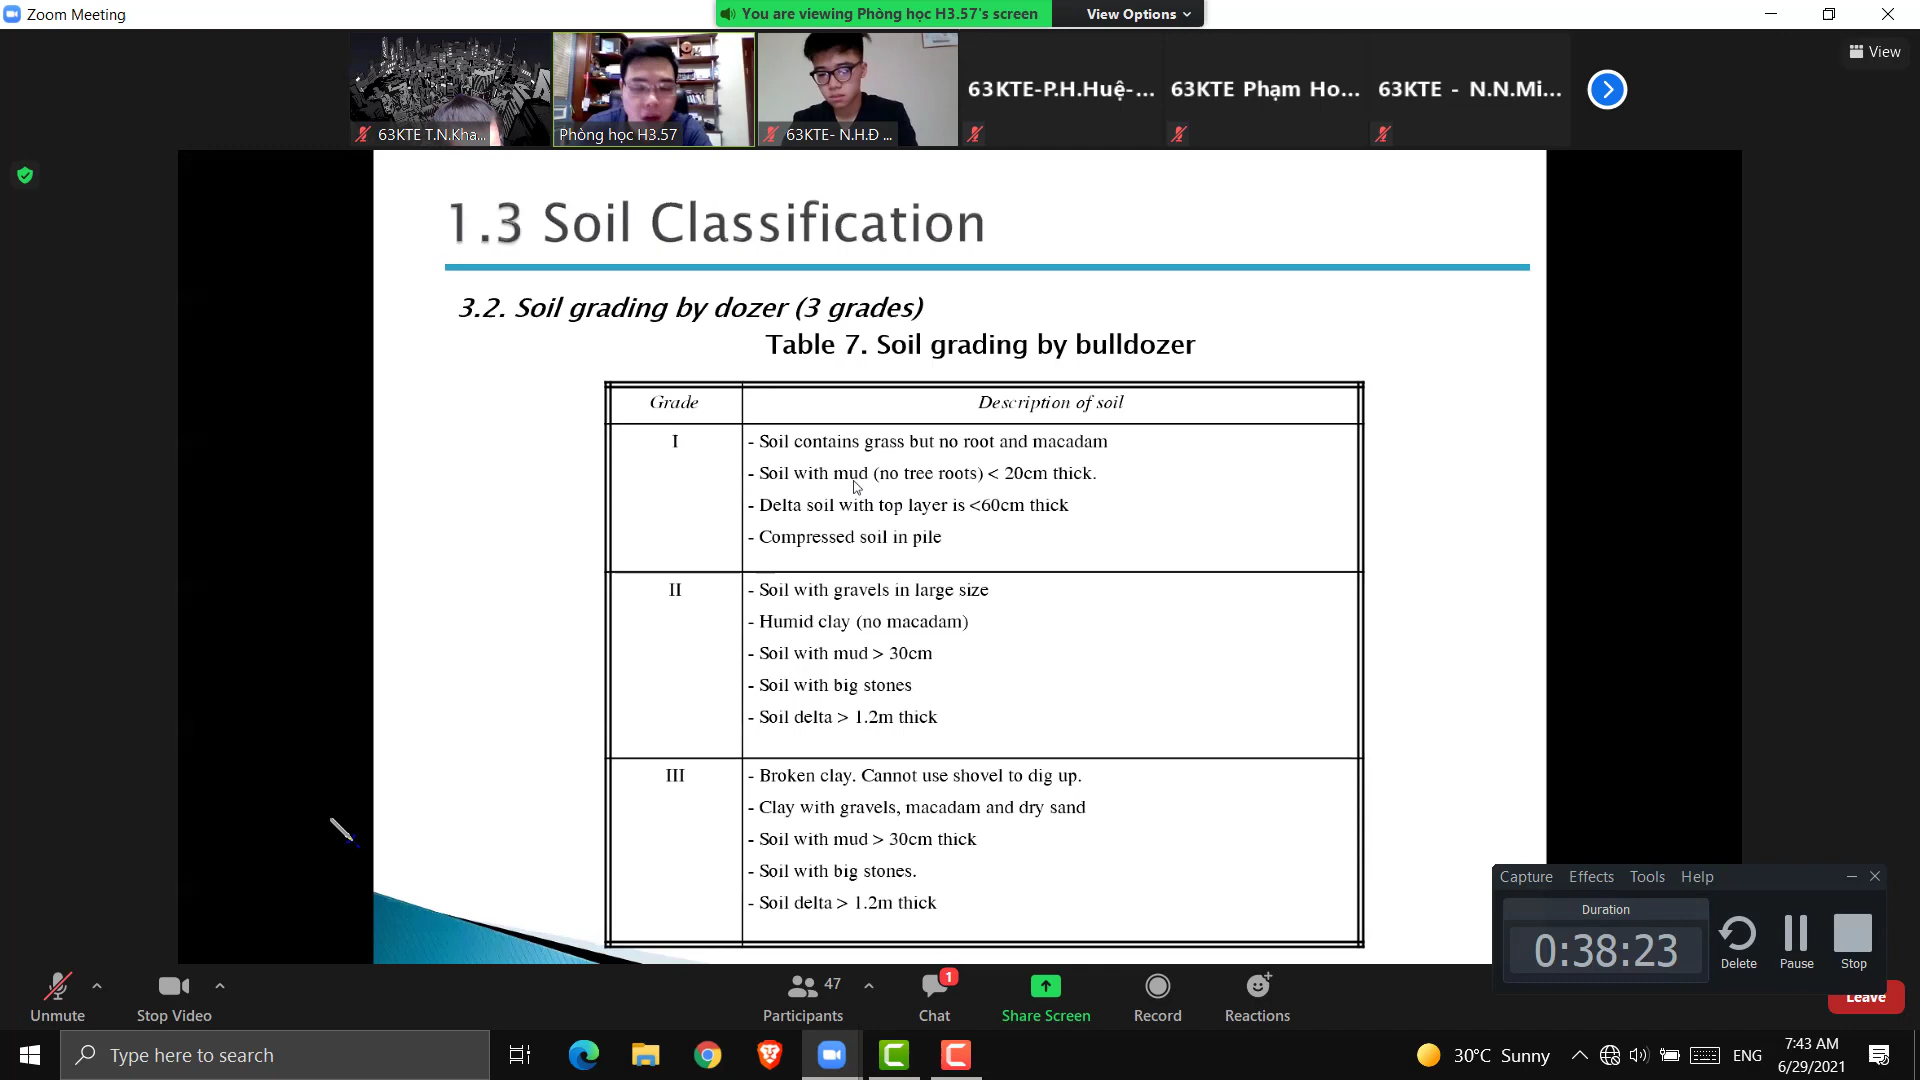 Zoom Meeting
You are viewing Phòng học H3.57's screen
View Options
View
63KTE T.N.Kha...
Phòng học H3.57
63KTE- N.H.Đ ...
63KTE-P.H.Huệ-...
63KTE Phạm Ho...
63KTE - N.N.Mi...
1.3 Soil Classification
3.2. Soil grading by dozer (3 grades)
Table 7. Soil grading by bulldozer
Grade Description of soil
I
- Soil contains grass but no root and macadam
- Soil with mud (no tree roots) < 20cm thick.
- Delta soil with top layer is <60cm thick
- Compressed soil in pile
II
- Soil with gravels in large size
- Humid clay (no macadam)
- Soil with mud > 30cm
- Soil with big stones
- Soil delta > 1.2m thick
III
- Broken clay. Cannot use shovel to dig up.
- Clay with gravels, macadam and dry sand
- Soil with mud > 30cm thick
- Soil with big stones.
- Soil delta > 1.2m thick
Capture Effects Tools Help
Duration
0:38:23
Delete Pause Stop
Unmute
Stop Video
47
Participants
1
Chat
Share Screen
Record
Reactions
Leave
Type here to search
30°C Sunny
ENG
7:43 AM
6/29/2021